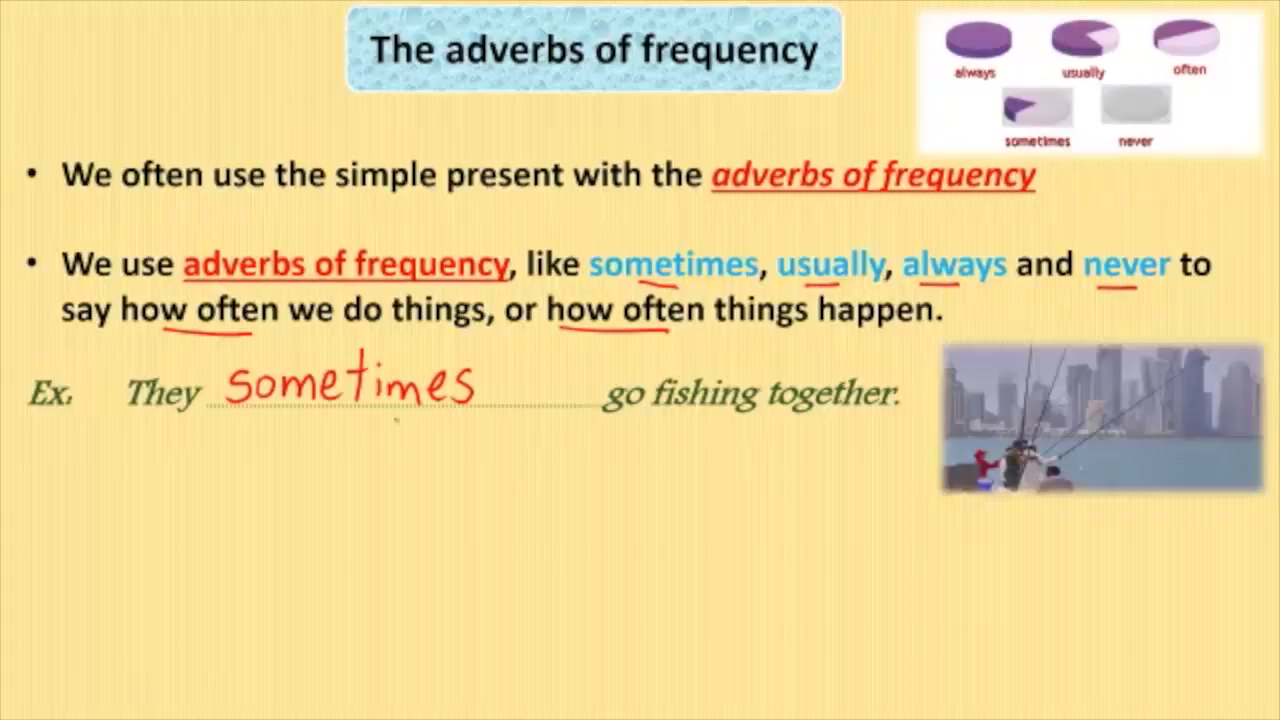 The adverbs of frequency
always usually often
sometimes never
• We often use the simple present with the adverbs of frequency
• We use adverbs of frequency, like sometimes, usually, always and never to
say how often we do things, or how often things happen.
Ex: They sometimes go fishing together.